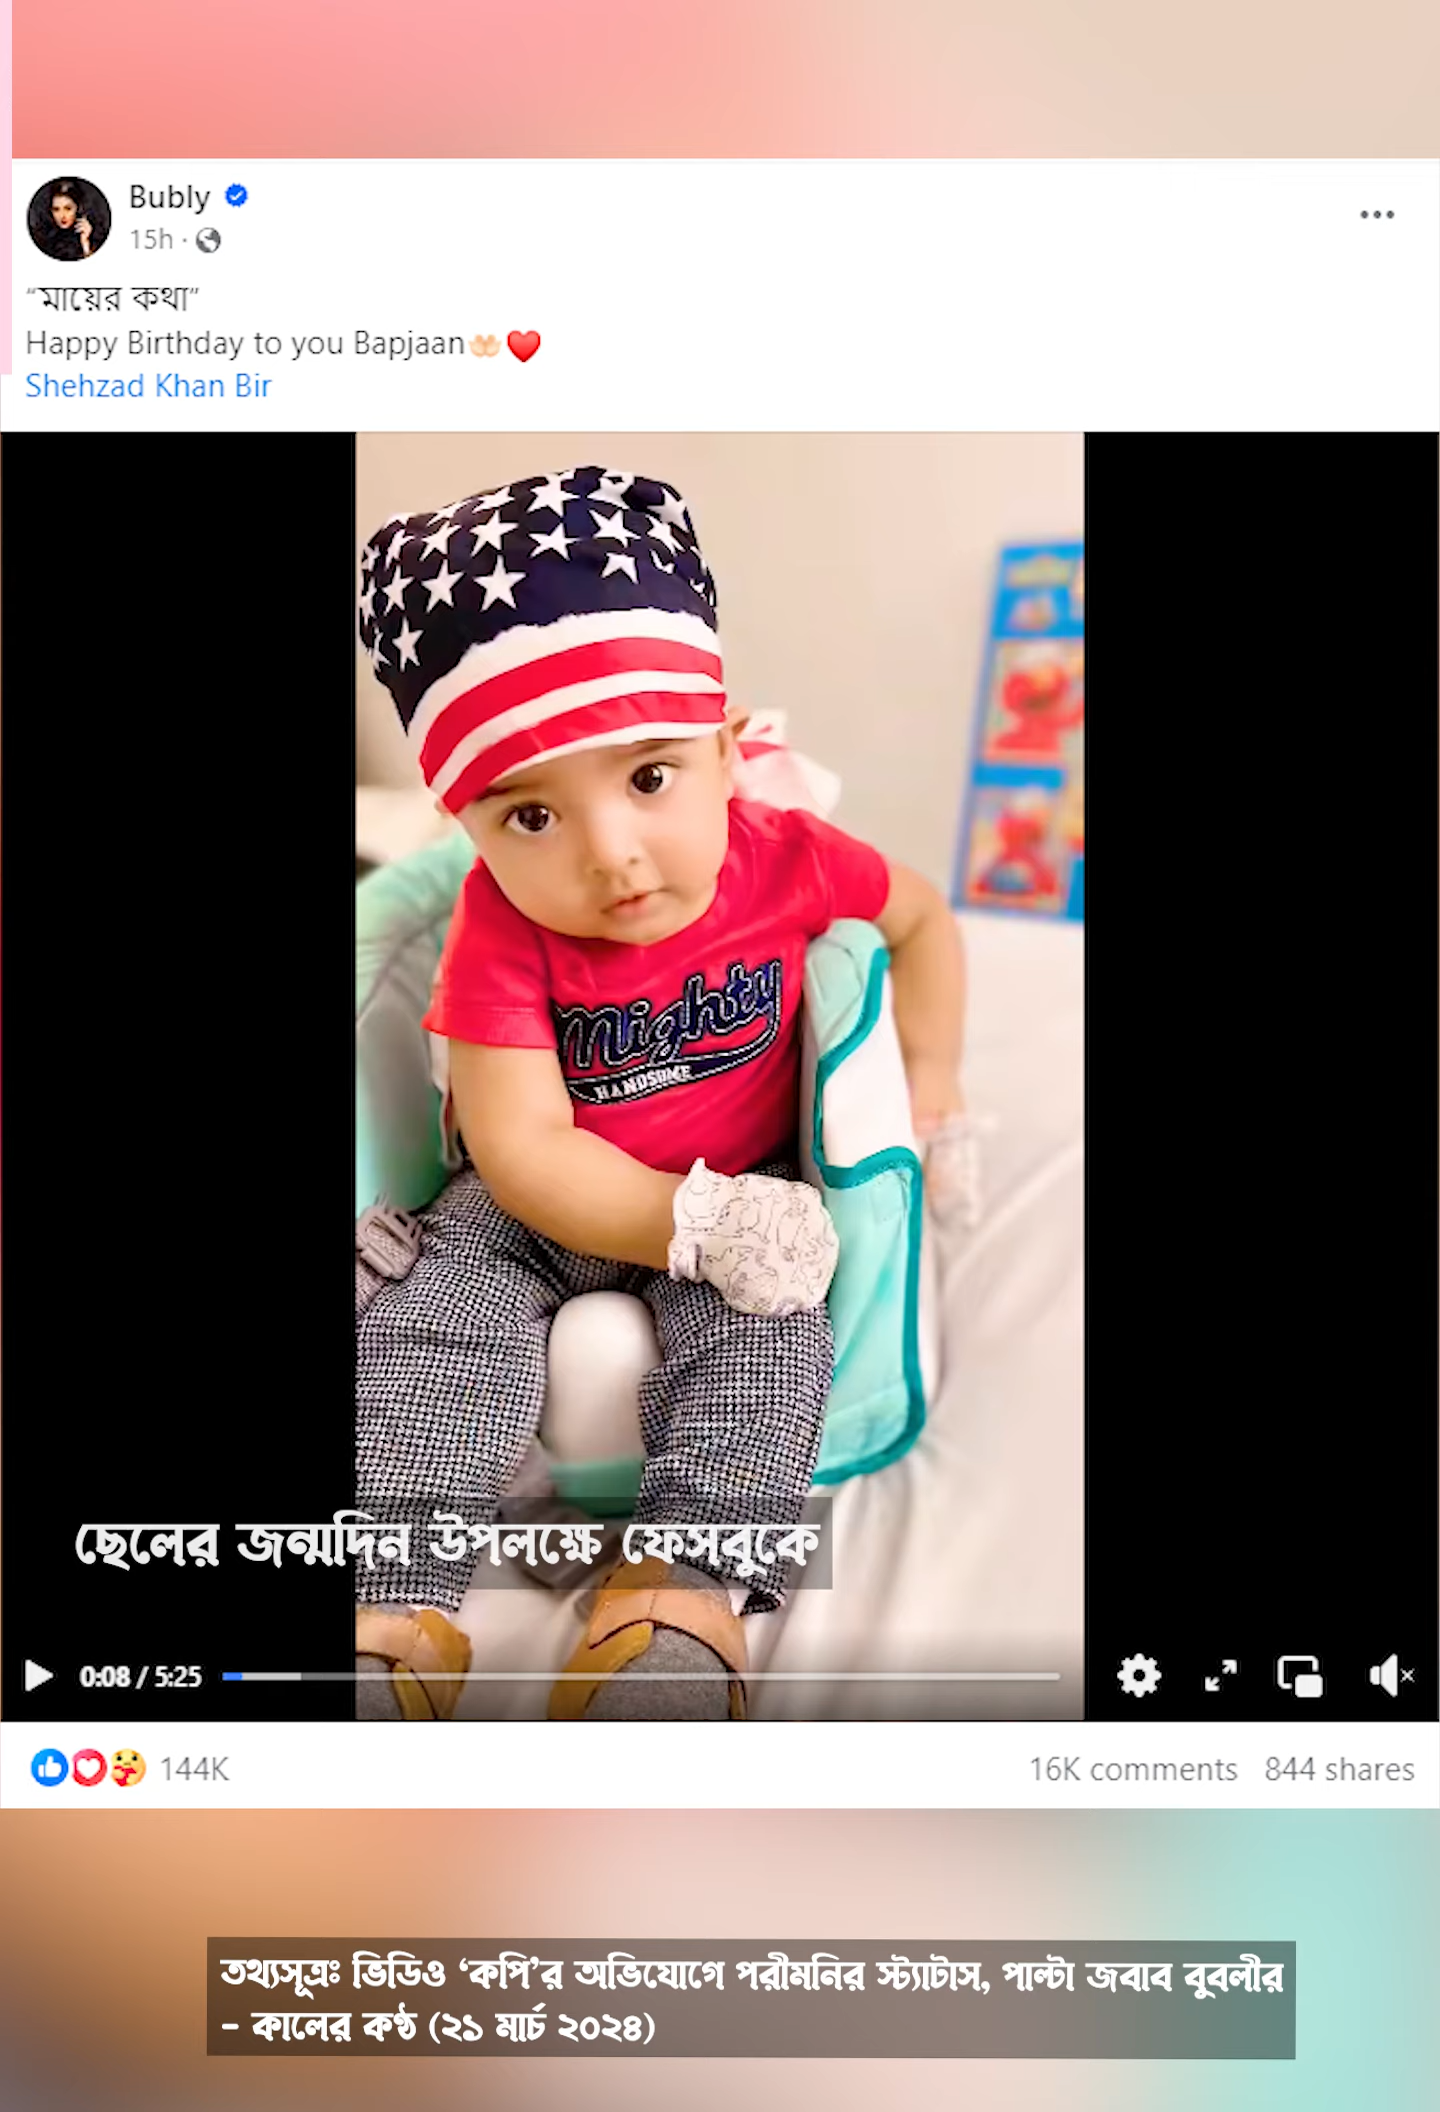 Bubly
15h ·
“মায়ের কথা”
Happy Birthday to you Bapjaan🤲🏻❤️
Shehzad Khan Bir
Mighty
HANDSOME
ছেলের জন্মদিন উপলক্ষে ফেসবুকে
0:08 / 5:25
144K
16K comments 844 shares
তথ্যসূত্রঃ ভিডিও ‘কপি’র অভিযোগে পরীমনির স্ট্যাটাস, পাল্টা জবাব বুবলীর
- কালের কণ্ঠ (২১ মার্চ ২০২৪)